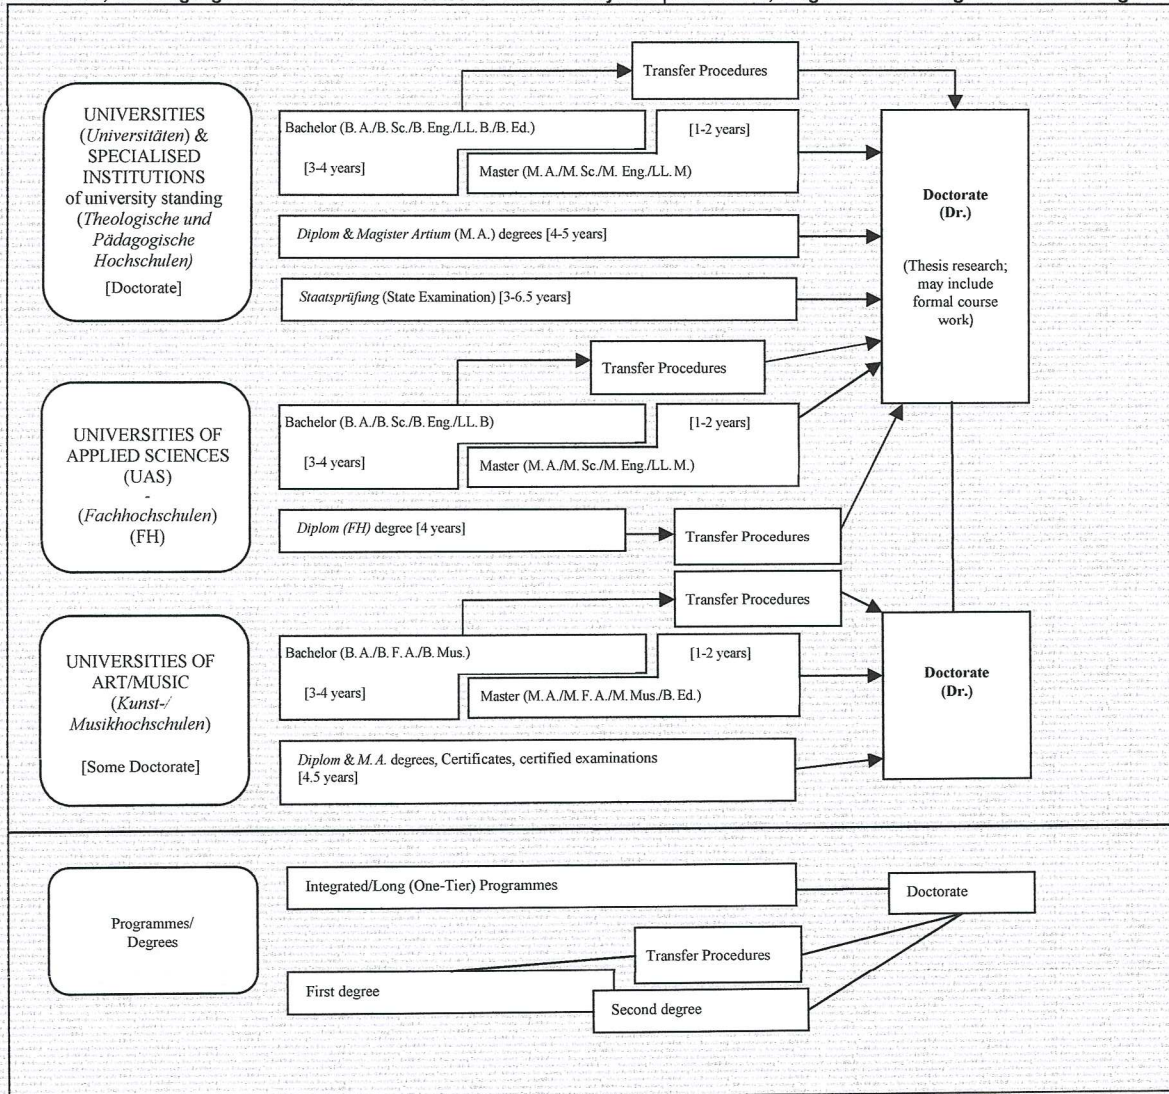 Transfer Procedures
UNIVERSITIES
(Universitäten) &
SPECIALISED
INSTITUTIONS
of university standing
(Theologische und
Pädagogische
Hochschulen)
[Doctorate]
Bachelor (B. A./B. Sc./B. Eng./LL. B./B. Ed.)
[3-4 years]
[1-2 years]
Master (M. A./M. Sc./M. Eng./LL. M)
Diplom & Magister Artium (M. A.) degrees [4-5 years]
Staatsprüfung (State Examination) [3-6.5 years]
Doctorate
(Dr.)
(Thesis research;
may include
formal course
work)
Transfer Procedures
UNIVERSITIES OF
APPLIED SCIENCES
(UAS)
-
(Fachhochschulen)
(FH)
Bachelor (B. A./B. Sc./B. Eng./LL. B)
[3-4 years]
[1-2 years]
Master (M. A./M. Sc./M. Eng./LL. M.)
Diplom (FH) degree [4 years]
Transfer Procedures
Transfer Procedures
UNIVERSITIES OF
ART/MUSIC
(Kunst-/
Musikhochschulen)
[Some Doctorate]
Bachelor (B. A./B. F. A./B. Mus.)
[3-4 years]
[1-2 years]
Master (M. A./M. F. A./M. Mus./B. Ed.)
Diplom & M. A. degrees, Certificates, certified examinations
[4.5 years]
Doctorate
(Dr.)
Programmes/
Degrees
Integrated/Long (One-Tier) Programmes
Doctorate
Transfer Procedures
First degree
Second degree